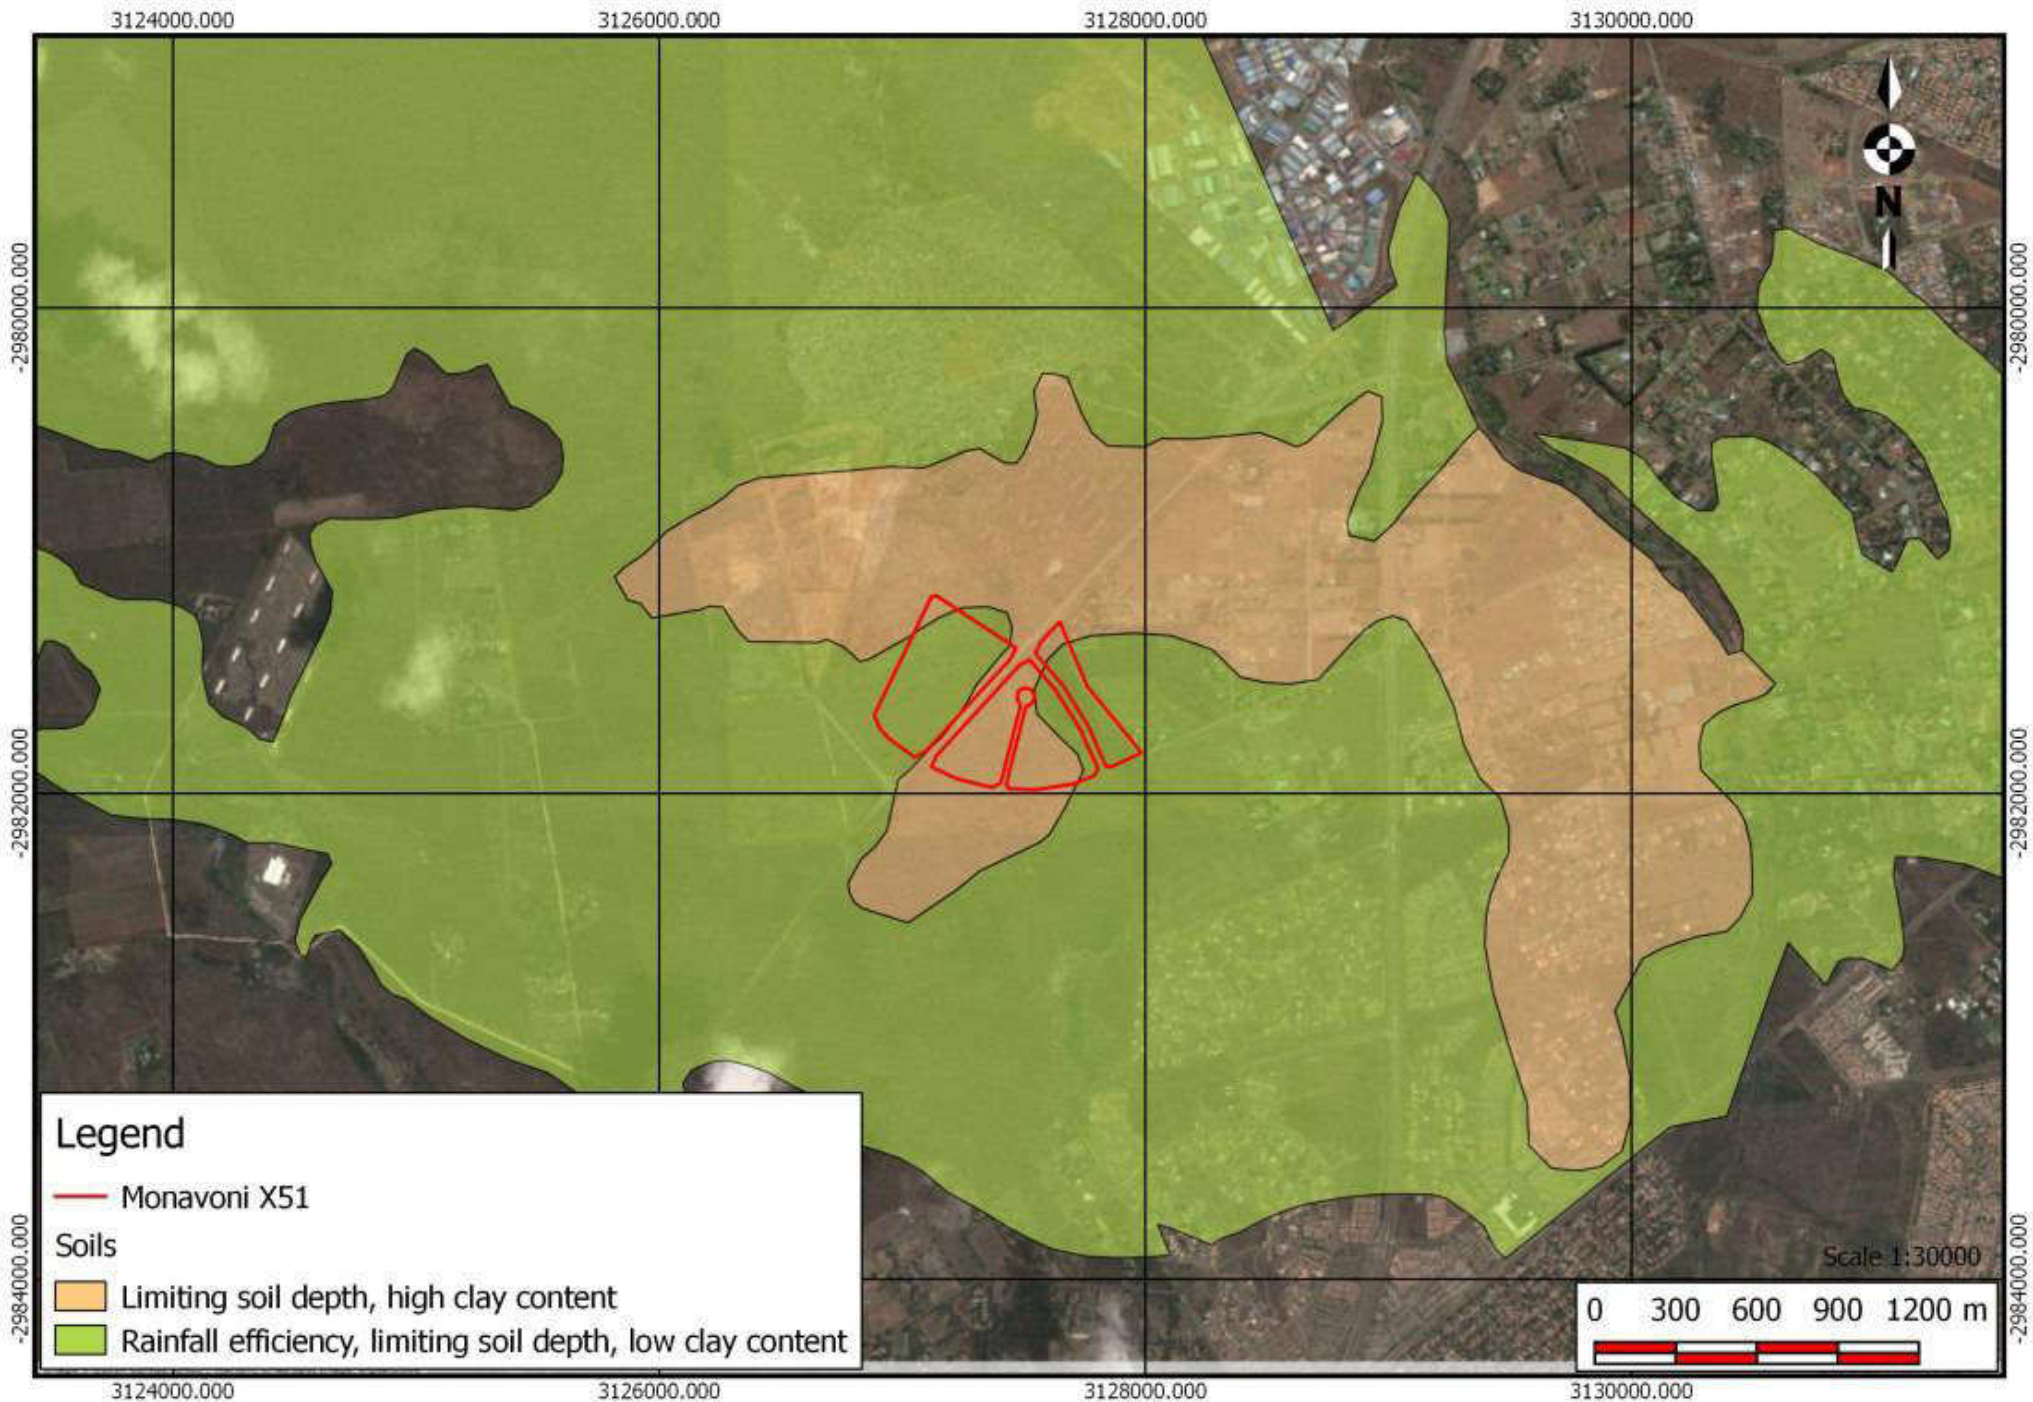 3124000.000 3126000.000 3128000.000 3130000.000
N
-2980000.000 -2980000.000
-2982000.000 -2982000.000
-2984000.000 -2984000.000
Legend
Monavoni X51
Soils
Limiting soil depth, high clay content
Rainfall efficiency, limiting soil depth, low clay content
Scale 1:30000
0 300 600 900 1200 m
3124000.000 3126000.000 3128000.000 3130000.000